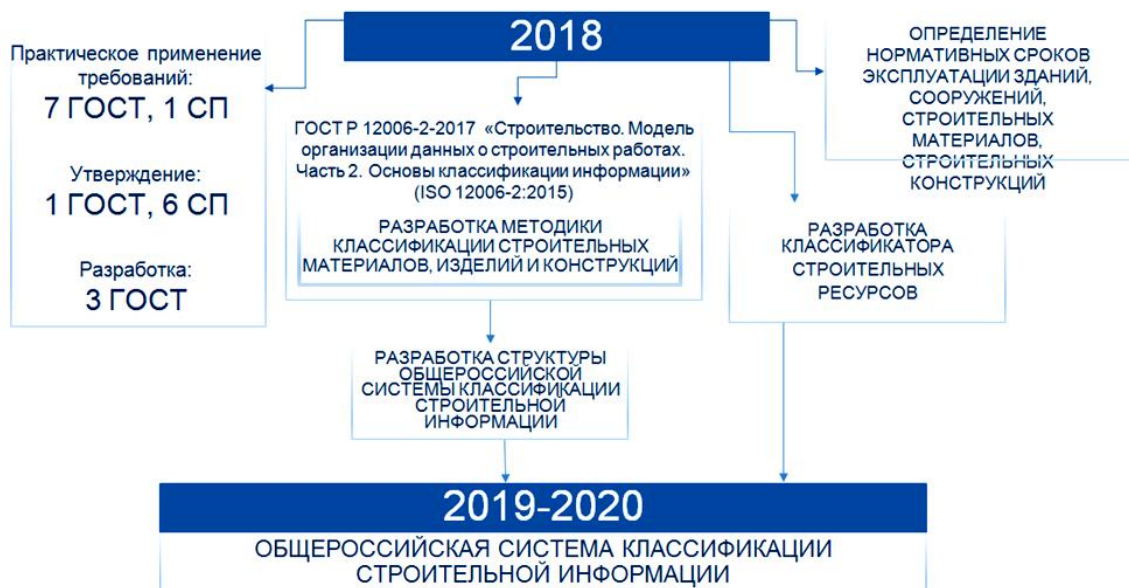 2018
Практическое применение
требований:
7 ГОСТ, 1 СП
Утверждение:
1 ГОСТ, 6 СП
Разработка:
3 ГОСТ
ГОСТ Р 12006-2-2017 «Строительство. Модель
организации данных о строительных работах.
Часть 2. Основы классификации информации»
(ISO 12006-2:2015)
РАЗРАБОТКА МЕТОДИКИ
КЛАССИФИКАЦИИ СТРОИТЕЛЬНЫХ
МАТЕРИАЛОВ, ИЗДЕЛИЙ И КОНСТРУКЦИЙ
РАЗРАБОТКА СТРУКТУРЫ
ОБЩЕРОССИЙСКОЙ
СИСТЕМЫ КЛАССИФИКАЦИИ
СТРОИТЕЛЬНОЙ
ИНФОРМАЦИИ
РАЗРАБОТКА
КЛАССИФИКАТОРА
СТРОИТЕЛЬНЫХ
РЕСУРСОВ
ОПРЕДЕЛЕНИЕ
НОРМАТИВНЫХ СРОКОВ
ЭКСПЛУАТАЦИИ ЗДАНИЙ,
СООРУЖЕНИЙ,
СТРОИТЕЛЬНЫХ
МАТЕРИАЛОВ,
СТРОИТЕЛЬНЫХ
КОНСТРУКЦИЙ
2019-2020
ОБЩЕРОССИЙСКАЯ СИСТЕМА КЛАССИФИКАЦИИ
СТРОИТЕЛЬНОЙ ИНФОРМАЦИИ